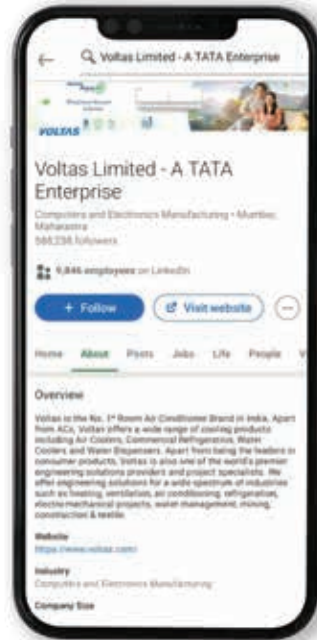 Voltas Limited - A TATA Enterprise
VOLTAS
Voltas Limited - A TATA
Enterprise
Computers and Electronics Manufacturing • Mumbai,
Maharastra
followers
9,846 employees on LinkedIn
+ Follow
Visit website
Home About Posts Jobs Life People
Overview
Voltas is the No. 1* Room Air Conditioner Brand in India. Apart
from ACs, Voltas offers a wide range of cooling products
including Air Coolers, Commercial Refrigeration, Water
Coolers and Water Dispensers. Apart from being the leaders in
consumer products, Voltas is also one of the world's premier
engineering solutions providers and project specialists. We
offer engineering solutions for a wide spectrum of industries
such as heating, ventilation, air conditioning, refrigeration,
electro-mechanical projects, water management, mining,
construction & textile.
Website
https://www.voltas.com/
Industry
Computers and Electronics Manufacturing
Company Size